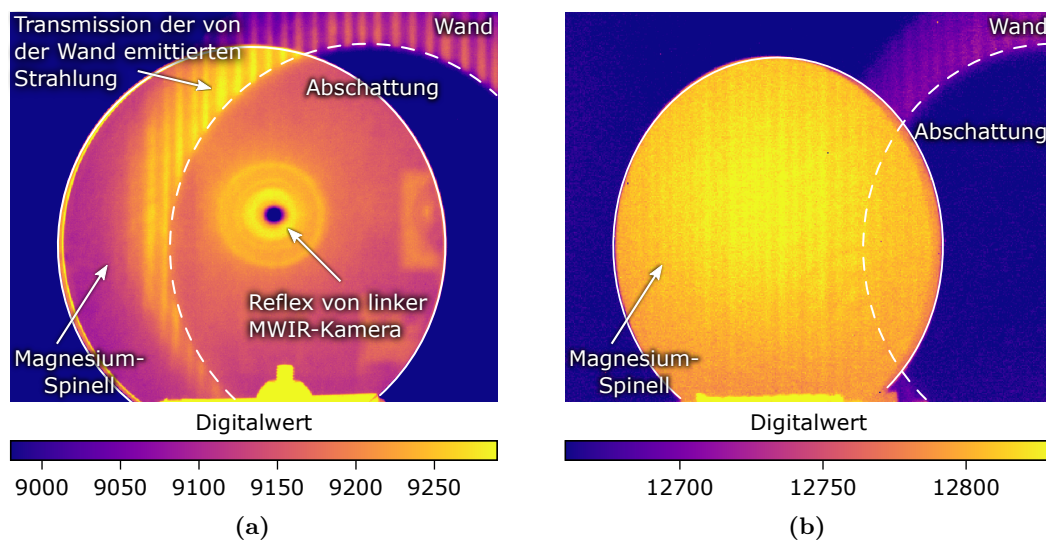 Transmission der von
der Wand emittierten
Strahlung
Wand
Abschattung
Reflex von linker
MWIR-Kamera
Magnesium-
Spinell
Digitalwert
9000 9050 9100 9150 9200 9250
(a)
Wand
Abschattung
Magnesium-
Spinell
Digitalwert
12700 12750 12800
(b)